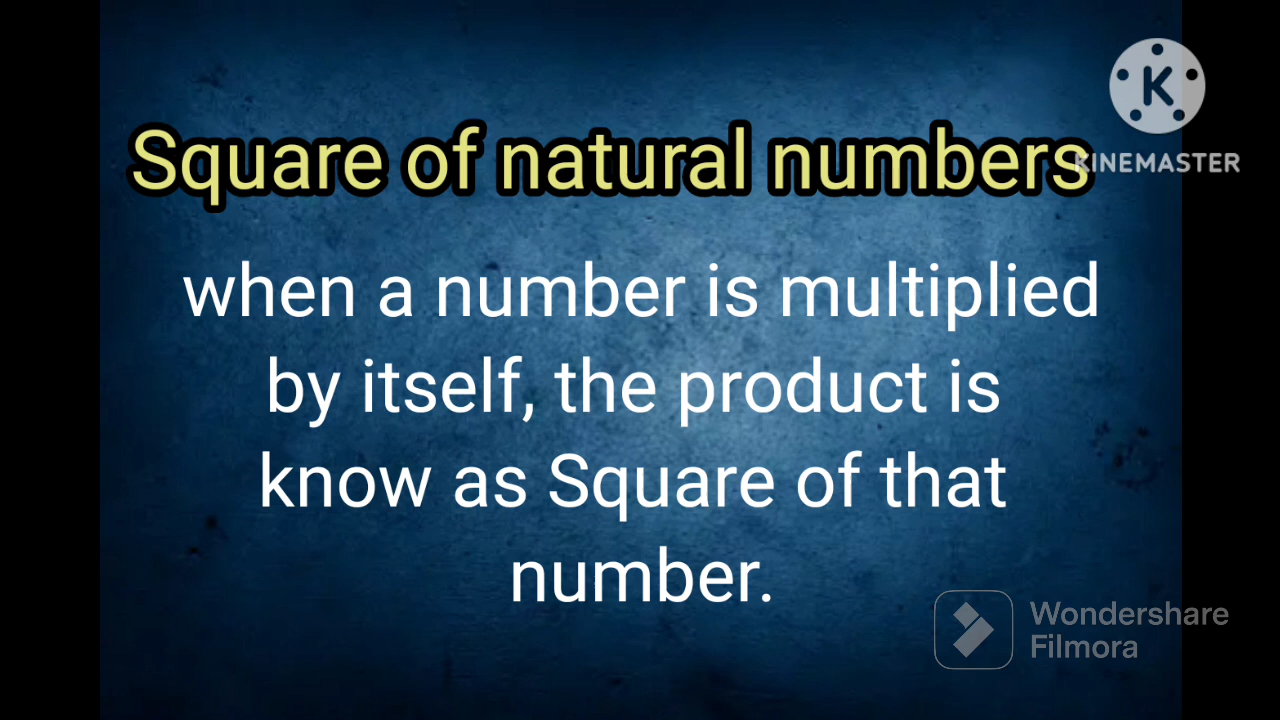 K
KINEMASTER
Square of natural numbers
when a number is multiplied
by itself, the product is
know as Square of that
number.
Wondershare
Filmora